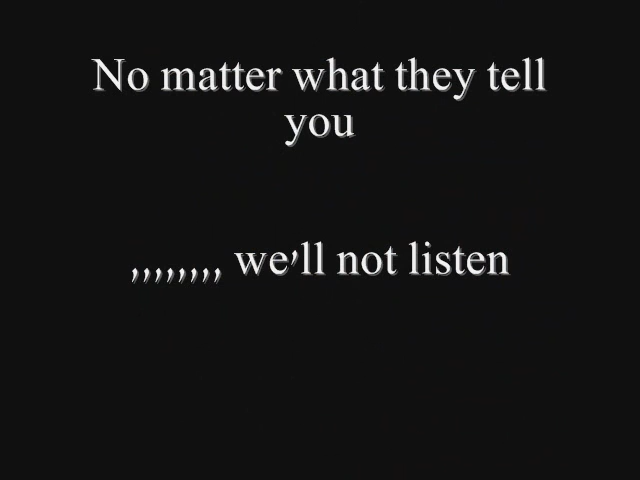 No matter what they tell
you
,,,,,,,, we'll not listen